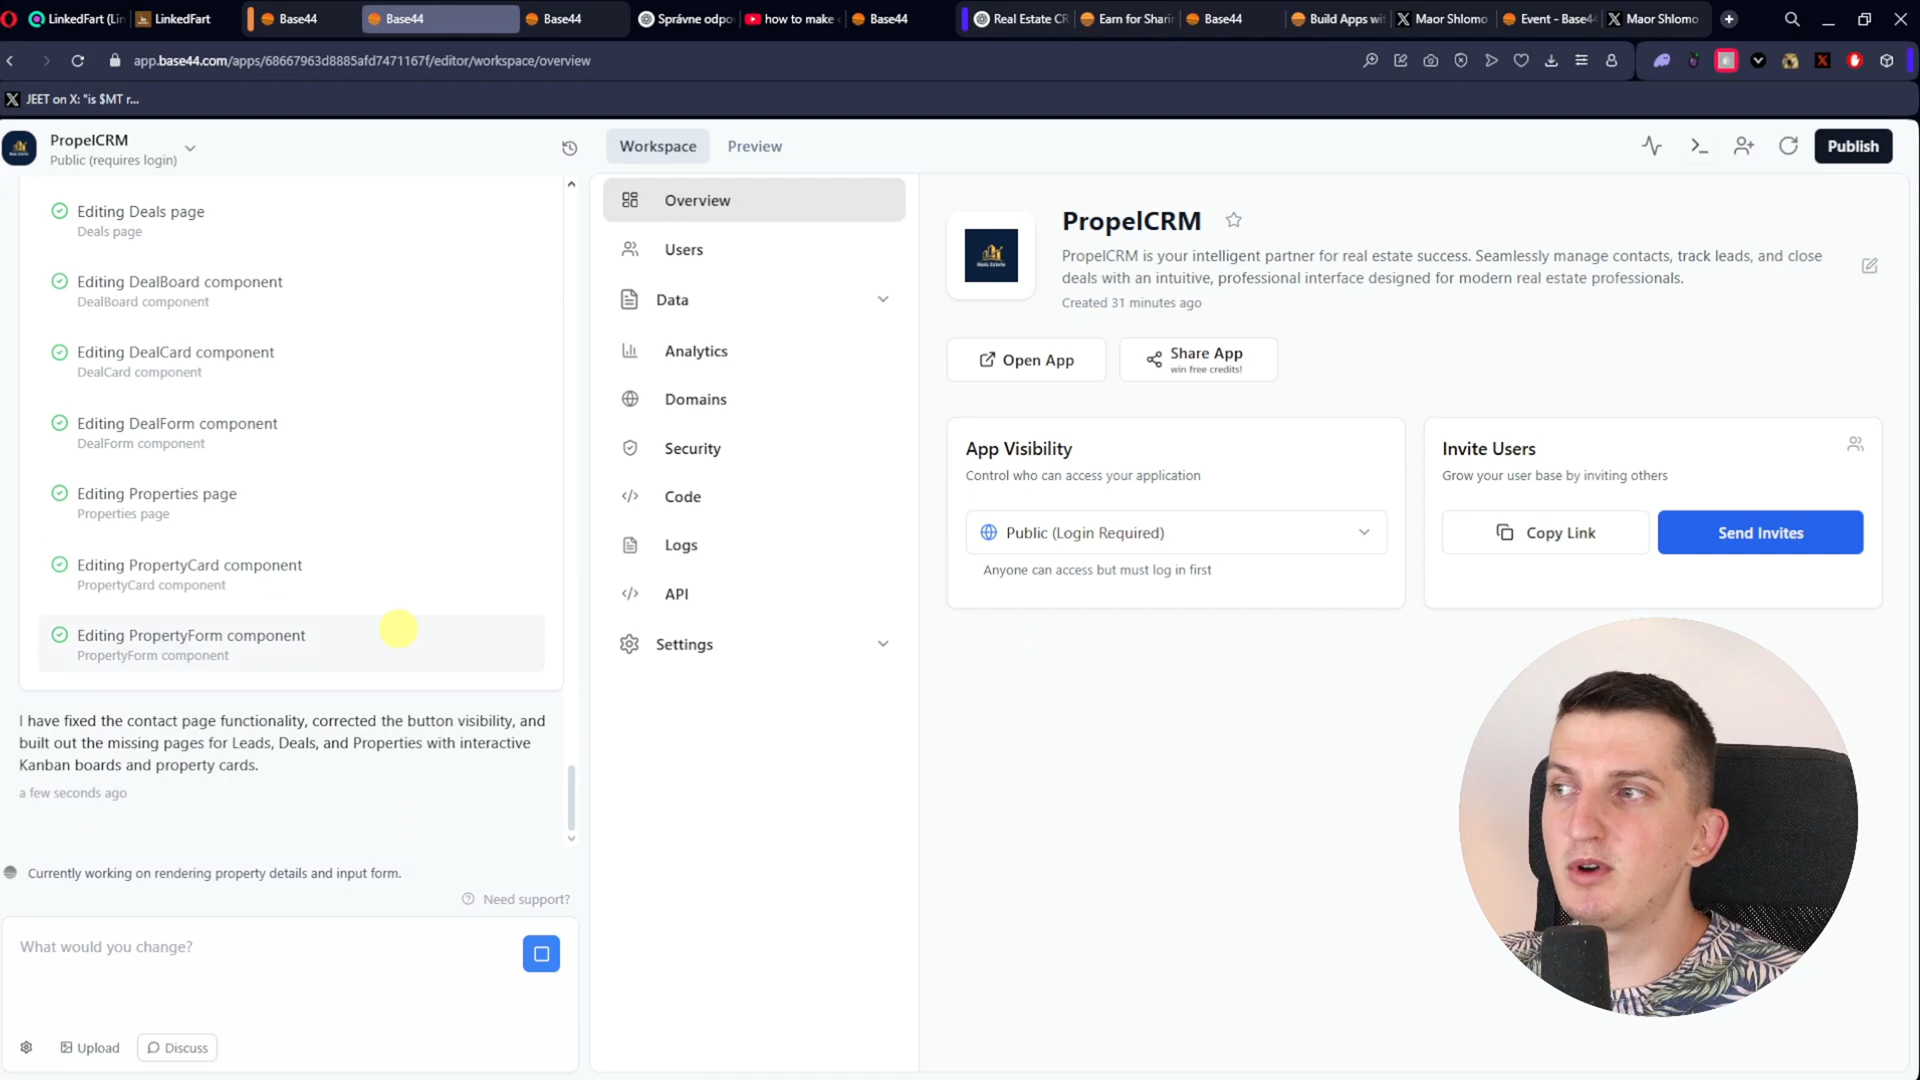 LinkedFart (Lin
LinkedFart
Base44
Base44
Base44
Správne odpo
how to make
Base44
Real Estate CR
Earn for Sharin
Base44
Build Apps wit
Maor Shlomo
Event - Base44
Maor Shlomo
app.base44.com/apps/68667963d8885afd7471167f/editor/workspace/overview
JEET on X: "is $MT r...
PropelCRM
Public (requires login)
Workspace
Preview
Publish
Editing Deals page
Deals page
Editing DealBoard component
DealBoard component
Editing DealCard component
DealCard component
Editing DealForm component
DealForm component
Editing Properties page
Properties page
Editing PropertyCard component
PropertyCard component
Editing PropertyForm component
PropertyForm component
I have fixed the contact page functionality, corrected the button visibility, and
built out the missing pages for Leads, Deals, and Properties with interactive
Kanban boards and property cards.
a few seconds ago
Currently working on rendering property details and input form.
Need support?
What would you change?
Upload
Discuss
Overview
Users
Data
Analytics
Domains
Security
Code
Logs
API
Settings
PropelCRM
PropelCRM is your intelligent partner for real estate success. Seamlessly manage contacts, track leads, and close
deals with an intuitive, professional interface designed for modern real estate professionals.
Created 31 minutes ago
Open App
Share App
win free credits!
App Visibility
Control who can access your application
Public (Login Required)
Anyone can access but must log in first
Invite Users
Grow your user base by inviting others
Copy Link
Send Invites